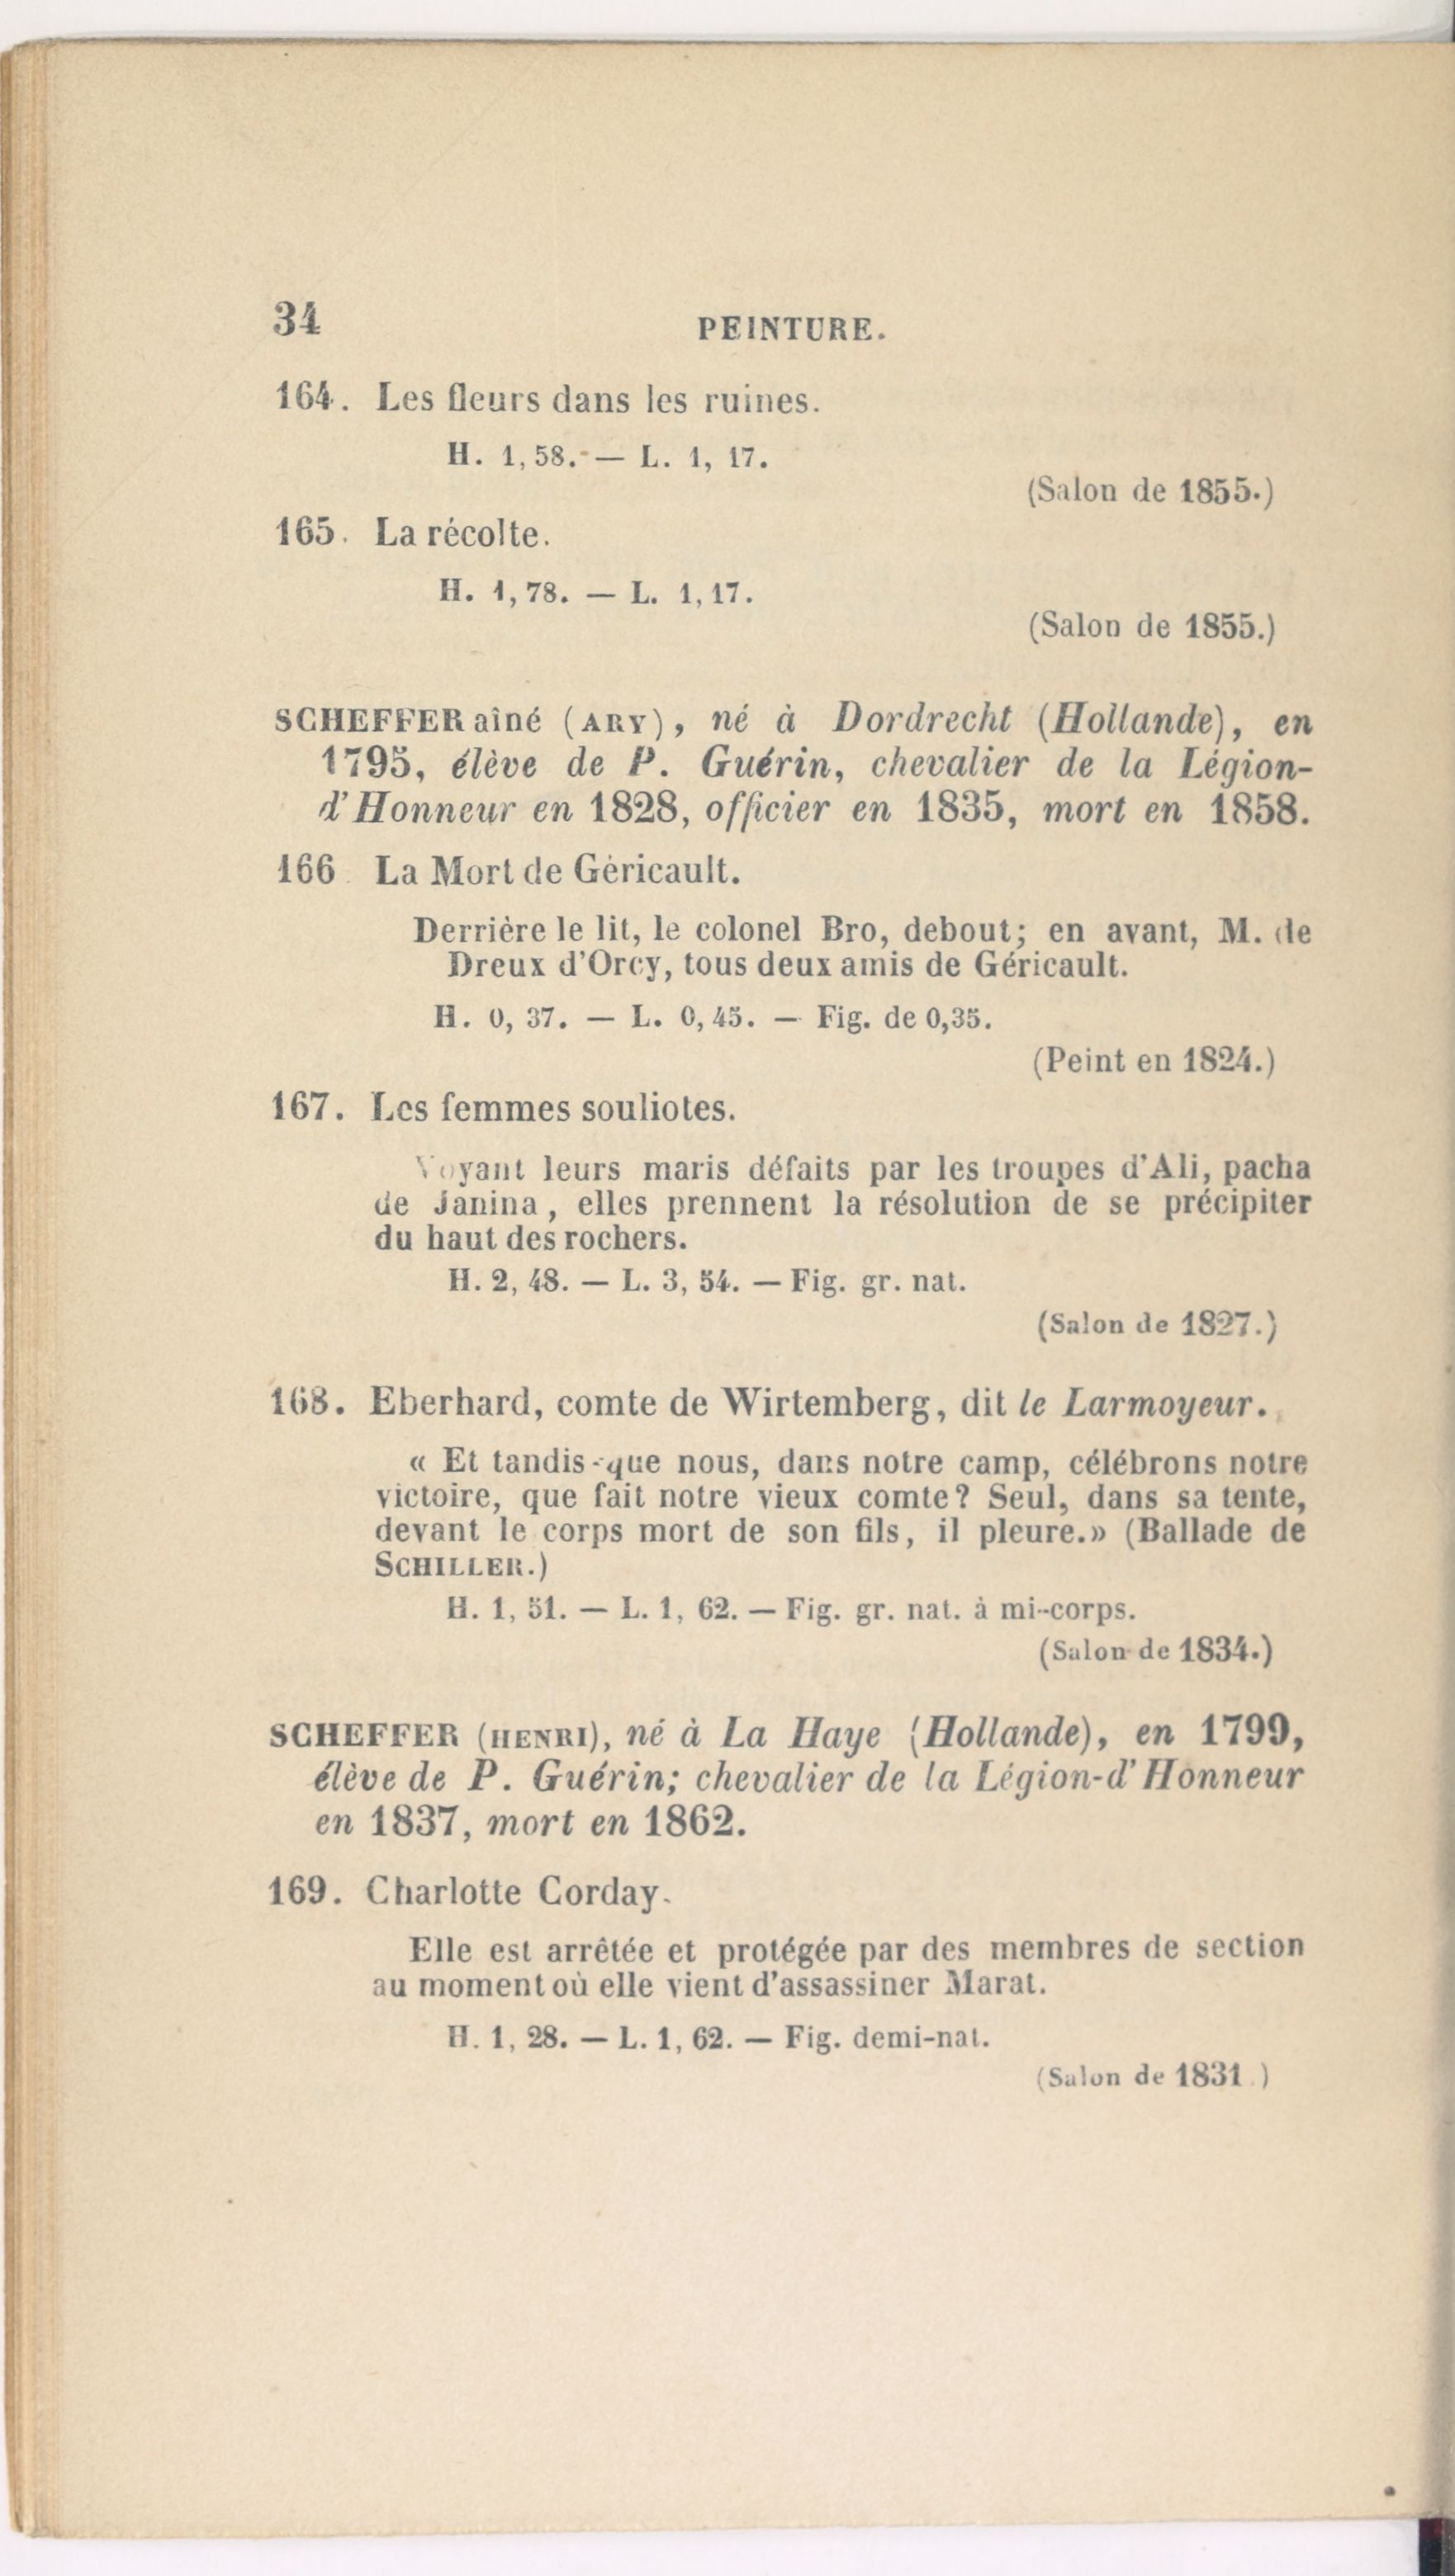 34
PEINTURE.
164. Les fleurs dans les ruines.
H. 1,58. — L. 1, 17.
(Salon de 1855.)
165. La récolte.
H. 1,78. — L. 1,17.
(Salon de 1855.)
SCHEFFER aîné (ARY), né à Dordrecht (Hollande), en
1795, élève de P. Guérin, chevalier de la Légion-
d'Honneur en 1828, officier en 1835, mort en 1858.
166. La Mort de Géricault.
Derrière le lit, le colonel Bro, debout; en avant, M. de
Dreux d'Orcy, tous deux amis de Géricault.
H. 0, 37. — L. 0,45. — Fig. de 0,35.
(Peint en 1824.)
167. Les femmes souliotes.
Voyant leurs maris défaits par les troupes d'Ali, pacha
de Janina, elles prennent la résolution de se précipiter
du haut des rochers.
H. 2, 48. — L. 3, 54. — Fig. gr. nat.
(Salon de 1827.)
168. Eberhard, comte de Wirtemberg, dit le Larmoyeur.
« Et tandis-que nous, dans notre camp, célébrons notre
victoire, que fait notre vieux comte? Seul, dans sa tente,
devant le corps mort de son fils, il pleure.» (Ballade de
SCHILLER.)
H. 1, 51. — L. 1, 62. — Fig. gr. nat. à mi-corps.
(Salon de 1834.)
SCHEFFER (HENRI), né à La Haye (Hollande), en 1799,
élève de P. Guérin; chevalier de la Légion-d'Honneur
en 1837, mort en 1862.
169. Charlotte Corday.
Elle est arrêtée et protégée par des membres de section
au moment où elle vient d'assassiner Marat.
H. 1, 28. — L. 1, 62. — Fig. demi-nat.
(Salon de 1831.)